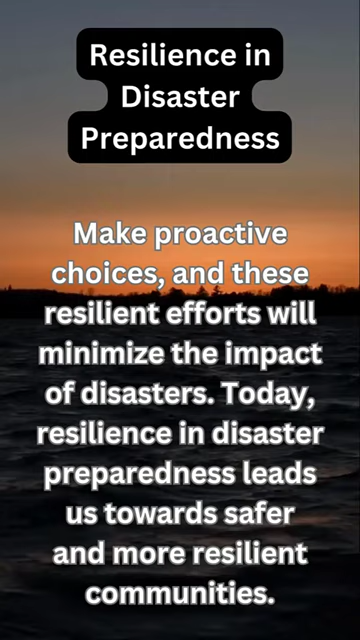 Resilience in
Disaster
Preparedness
Make proactive
choices, and these
resilient efforts will
minimize the impact
of disasters. Today,
resilience in disaster
preparedness leads
us towards safer
and more resilient
communities.